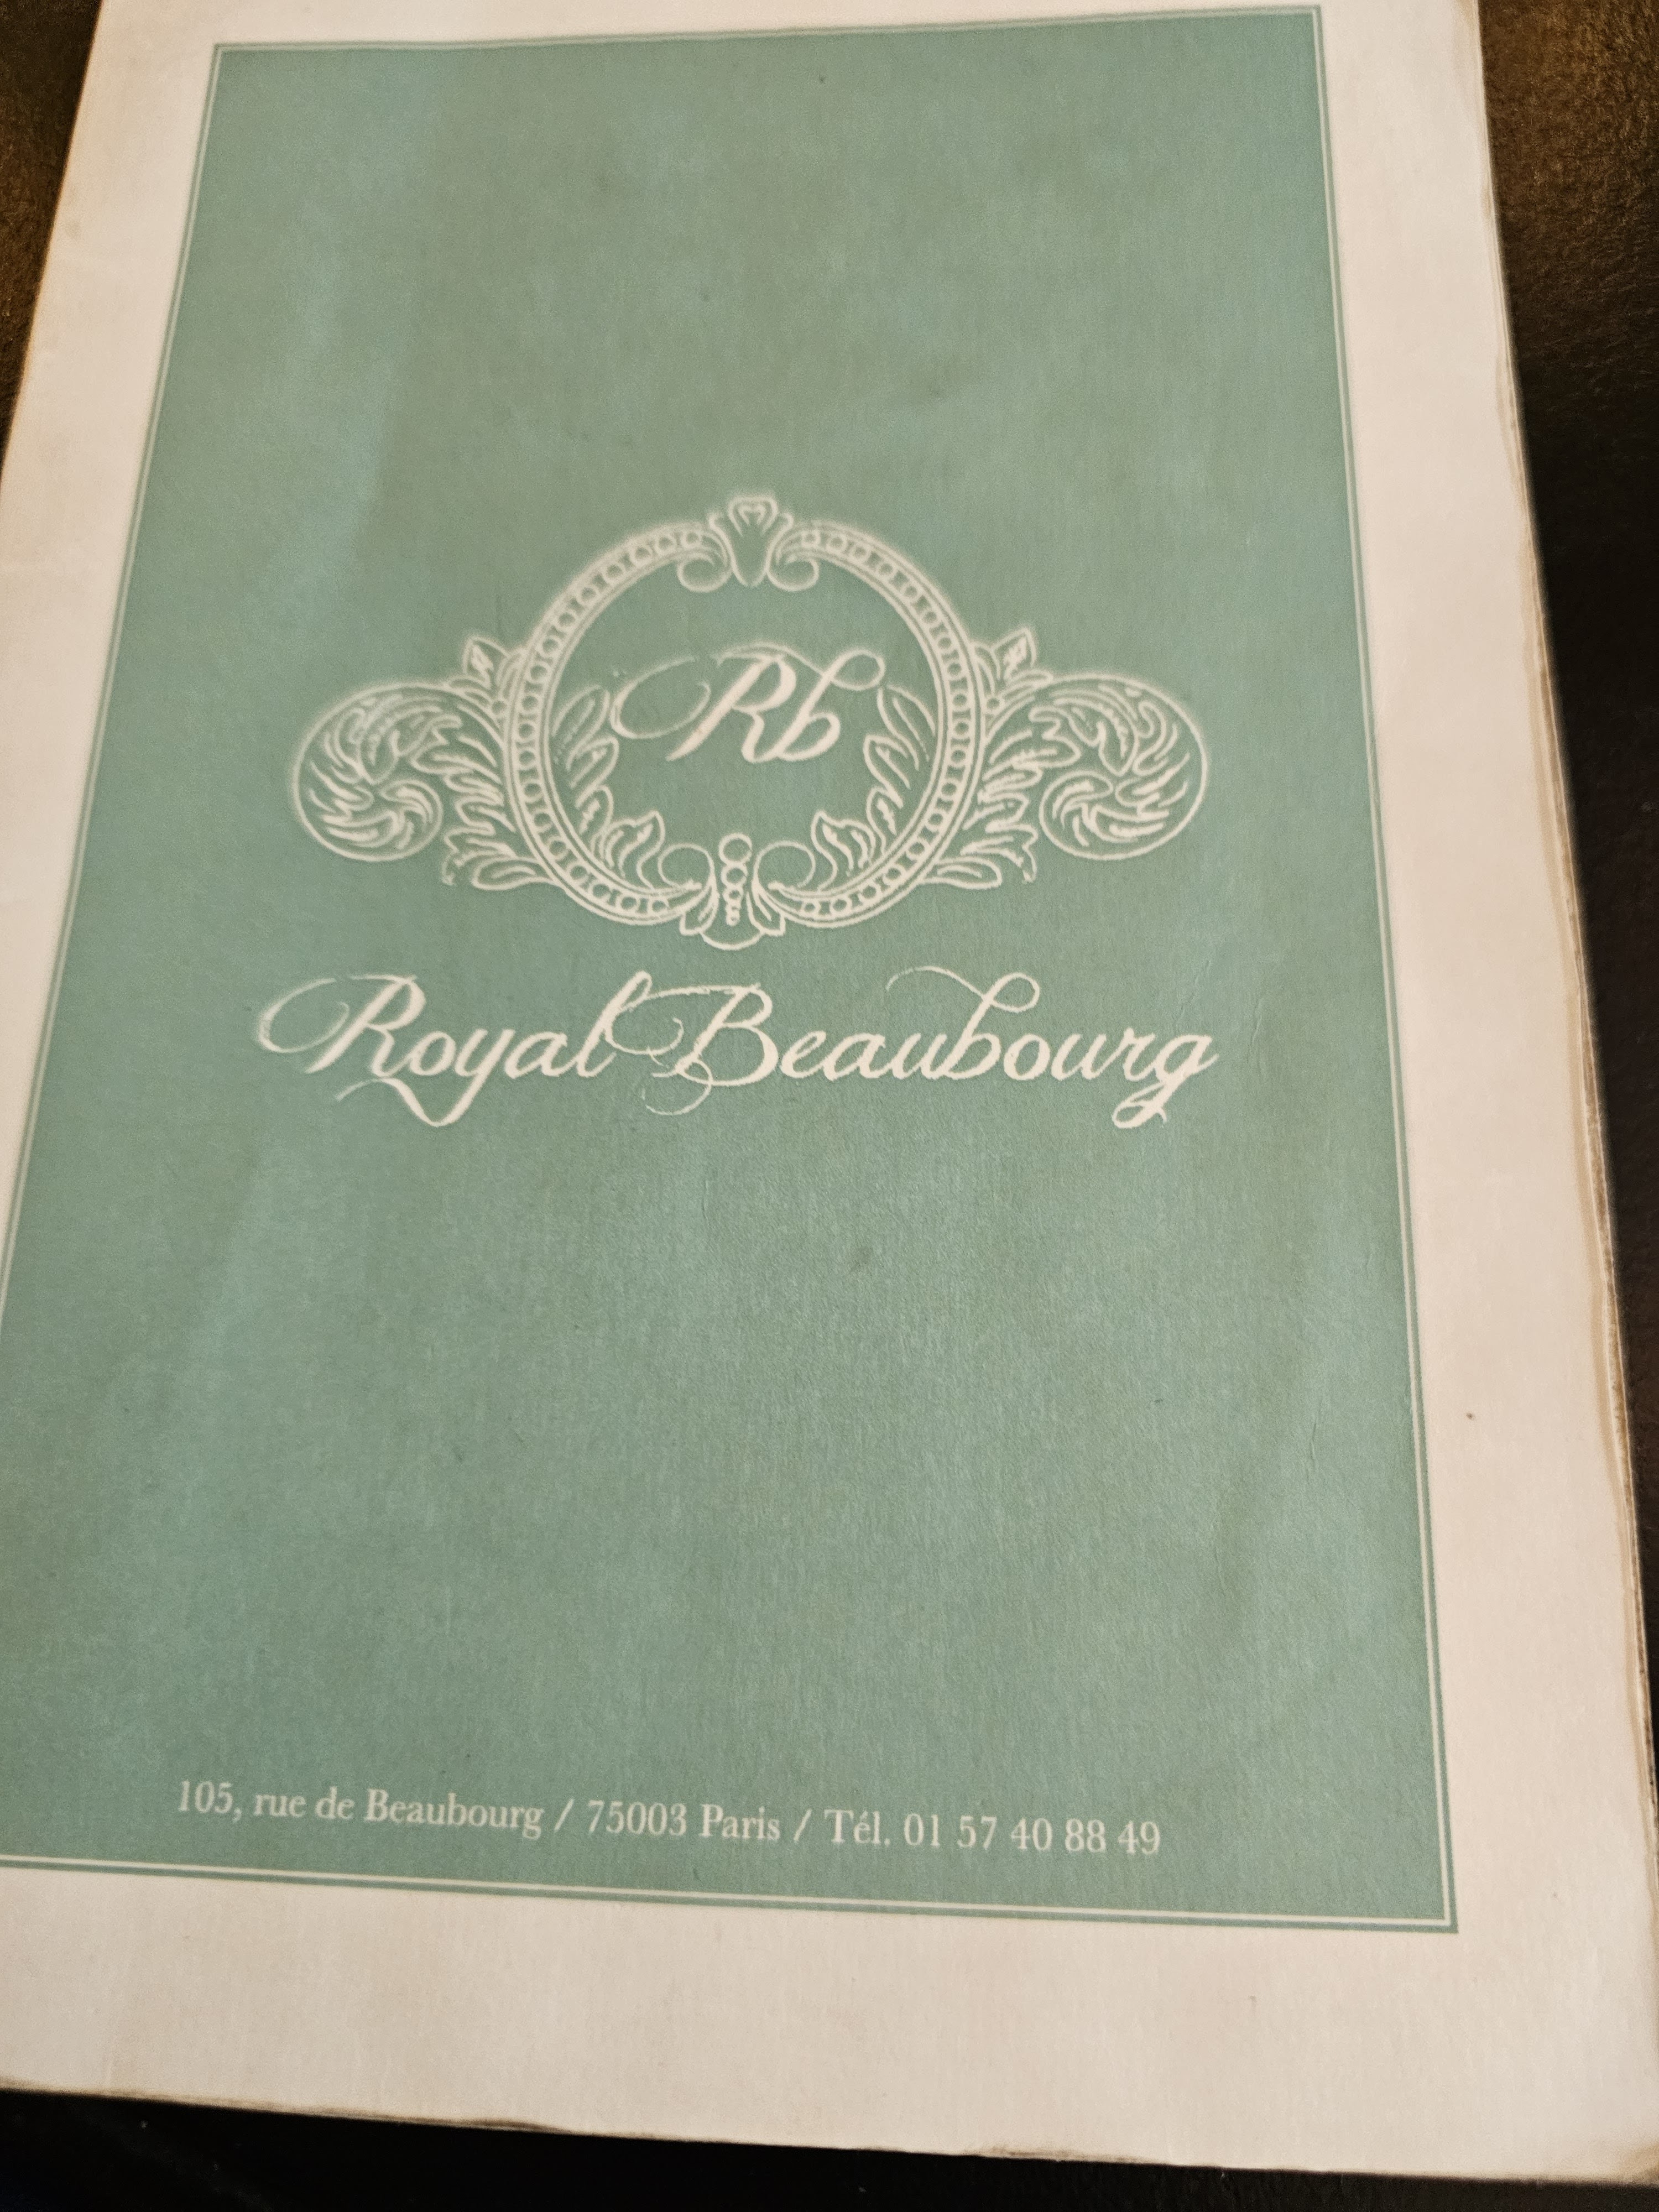 Rb
Royal Beaubourg
105, rue de Beaubourg / 75003 Paris / Tél. 01 57 40 88 49